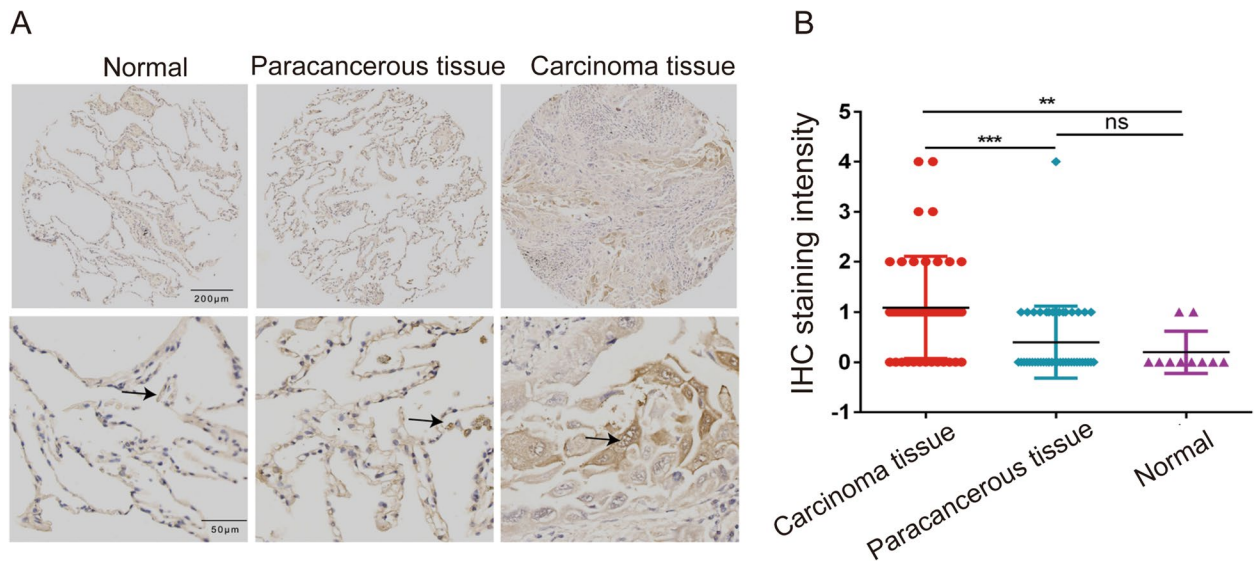 A
Normal
Paracancerous tissue
Carcinoma tissue
200μm
50μm
B
IHC staining intensity
5
4
3
2
1
0
-1
**
***
ns
Carcinoma tissue
Paracancerous tissue
Normal